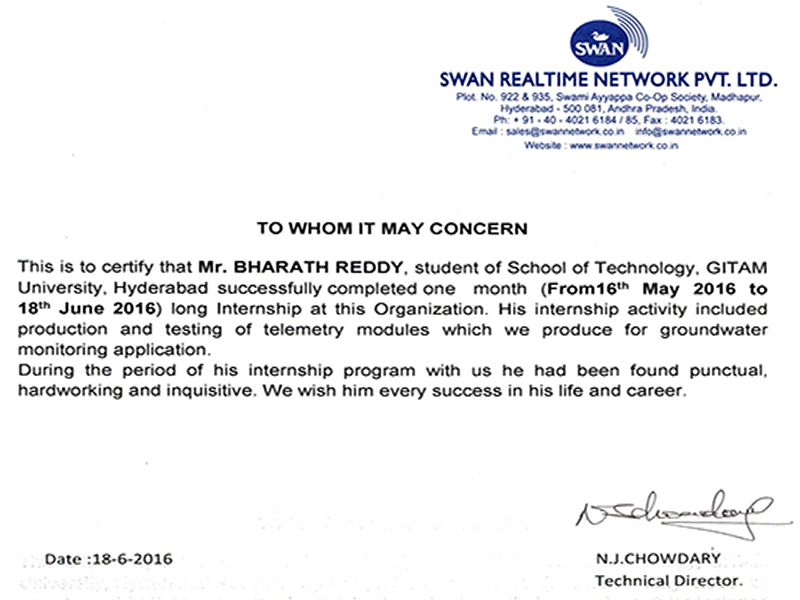 SWAN
SWAN REALTIME NETWORK PVT. LTD.
Plot. No. 922 & 935, Swami Ayyappa Co-Op Society, Madhapur,
Hyderabad - 500 081, Andhra Pradesh, India.
Ph: + 91 - 40 - 4021 6184 / 85, Fax : 4021 6183.
Email : sales@swannetwork.co.in info@swannetwork.co.in
Website : www.swannetwork.co.in
TO WHOM IT MAY CONCERN
This is to certify that Mr. BHARATH REDDY, student of School of Technology, GITAM
University, Hyderabad successfully completed one month (From16th May 2016 to
18th June 2016) long Internship at this Organization. His internship activity included
production and testing of telemetry modules which we produce for groundwater
monitoring application.
During the period of his internship program with us he had been found punctual,
hardworking and inquisitive. We wish him every success in his life and career.
Date :18-6-2016
N.J.CHOWDARY
Technical Director.